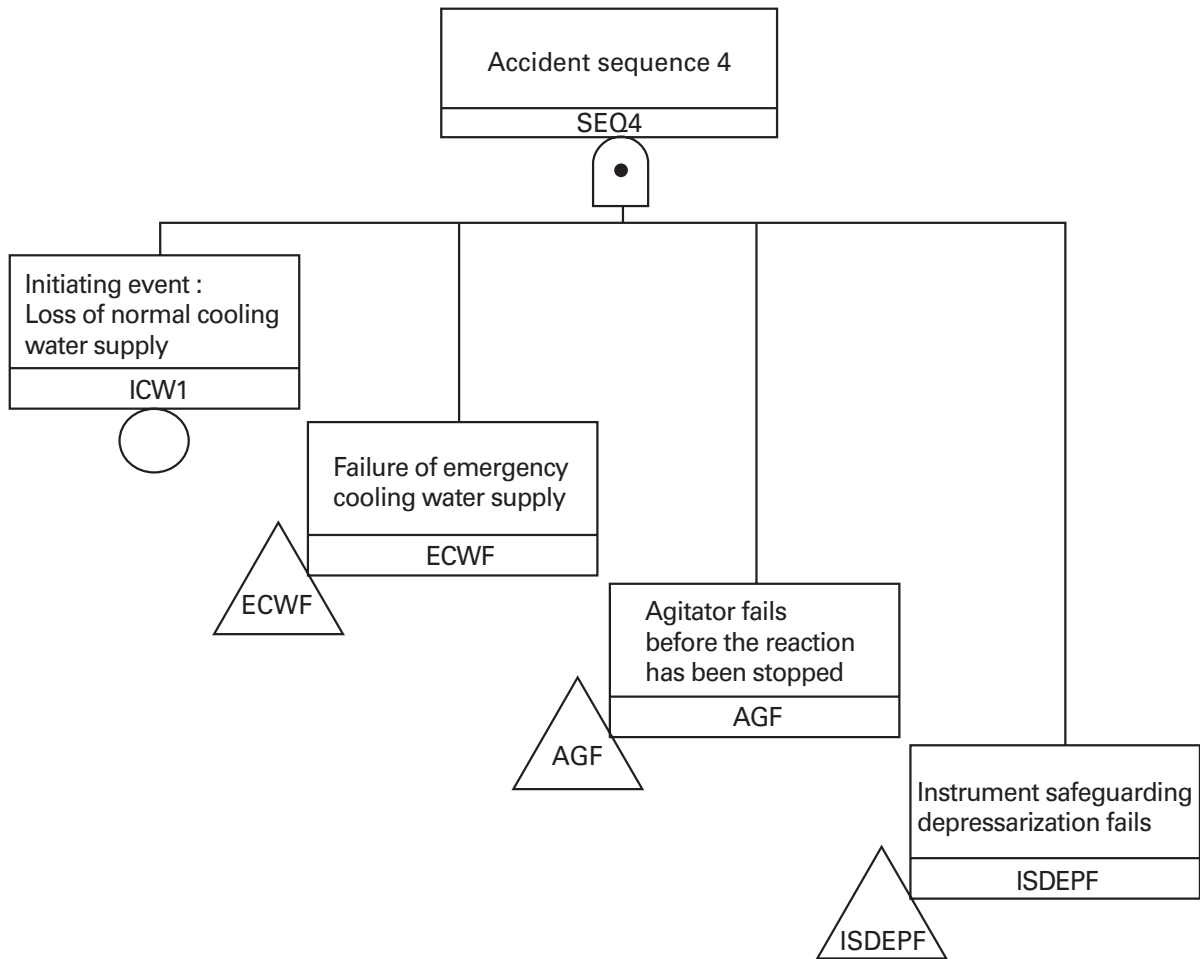 Accident sequence 4
SEQ4
Initiating event :
Loss of normal cooling
water supply
ICW1
Failure of emergency
cooling water supply
ECWF
ECWF
Agitator fails
before the reaction
has been stopped
AGF
AGF
Instrument safeguarding
depressarization fails
ISDEPF
ISDEPF